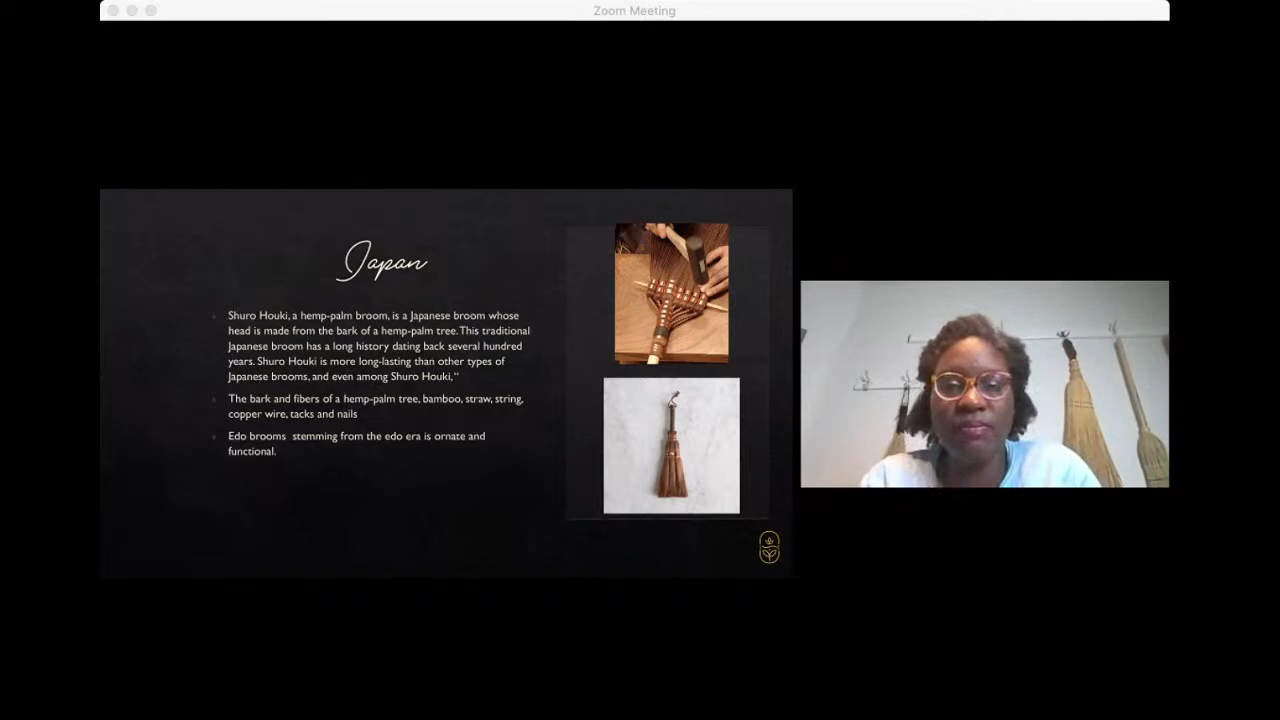 Zoom Meeting
Japan
Shuro Houki, a hemp-palm broom, is a Japanese broom whose
head is made from the bark of a hemp-palm tree. This traditional
Japanese broom has a long history dating back several hundred
years. Shuro Houki is more long-lasting than other types of
Japanese brooms, and even among Shuro Houki,"
The bark and fibers of a hemp-palm tree, bamboo, straw, string,
copper wire, tacks and nails
Edo brooms stemming from the edo era is ornate and
functional.